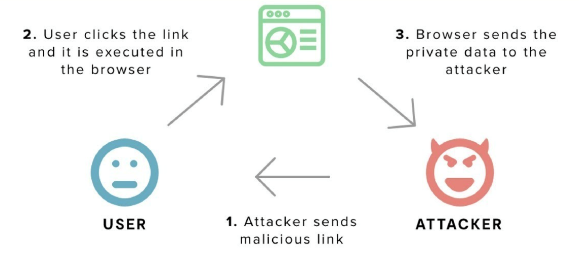 2. User clicks the link
and it is executed in
the browser
3. Browser sends the
private data to the
attacker
USER
1. Attacker sends
malicious link
ATTACKER